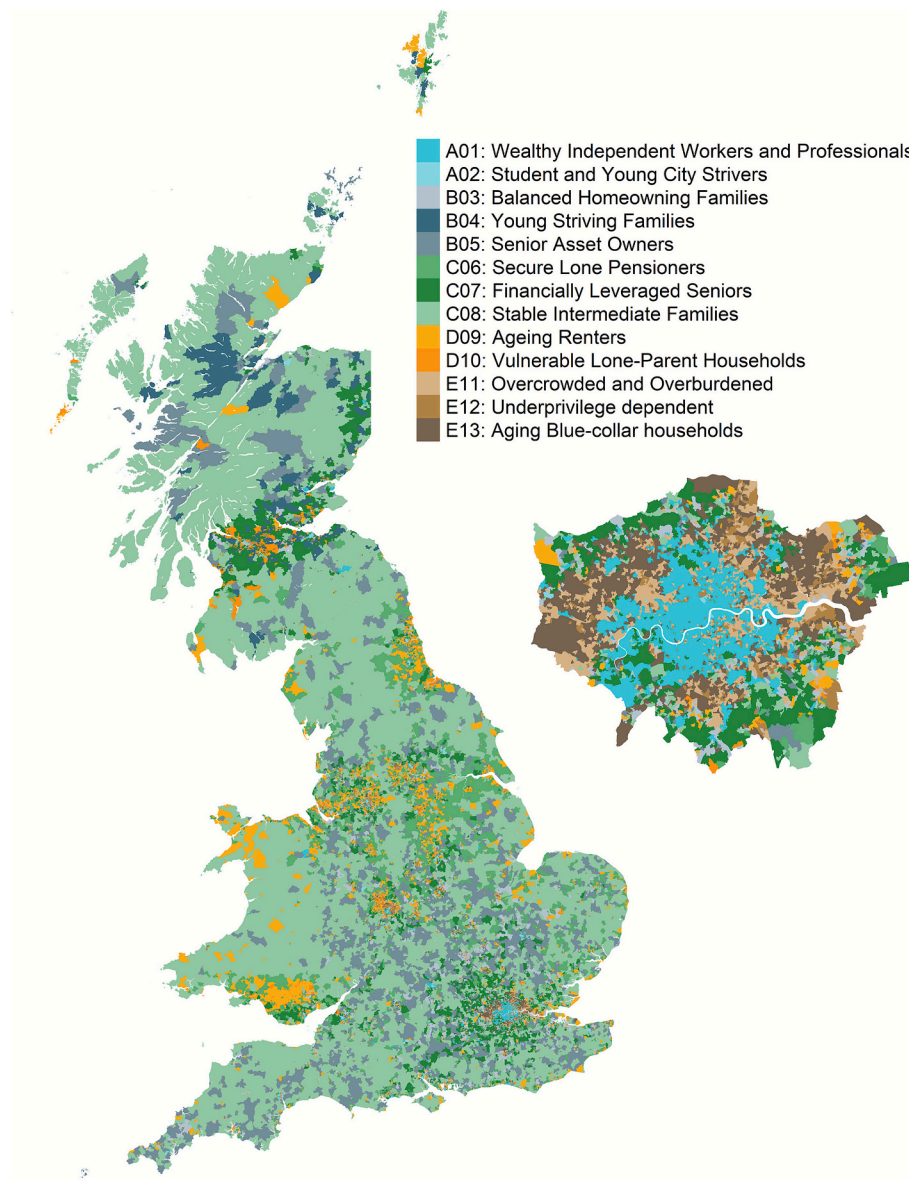 A01: Wealthy Independent Workers and Professionals
A02: Student and Young City Strivers
B03: Balanced Homeowning Families
B04: Young Striving Families
B05: Senior Asset Owners
C06: Secure Lone Pensioners
C07: Financially Leveraged Seniors
C08: Stable Intermediate Families
D09: Ageing Renters
D10: Vulnerable Lone-Parent Households
E11: Overcrowded and Overburdened
E12: Underprivilege dependent
E13: Aging Blue-collar households